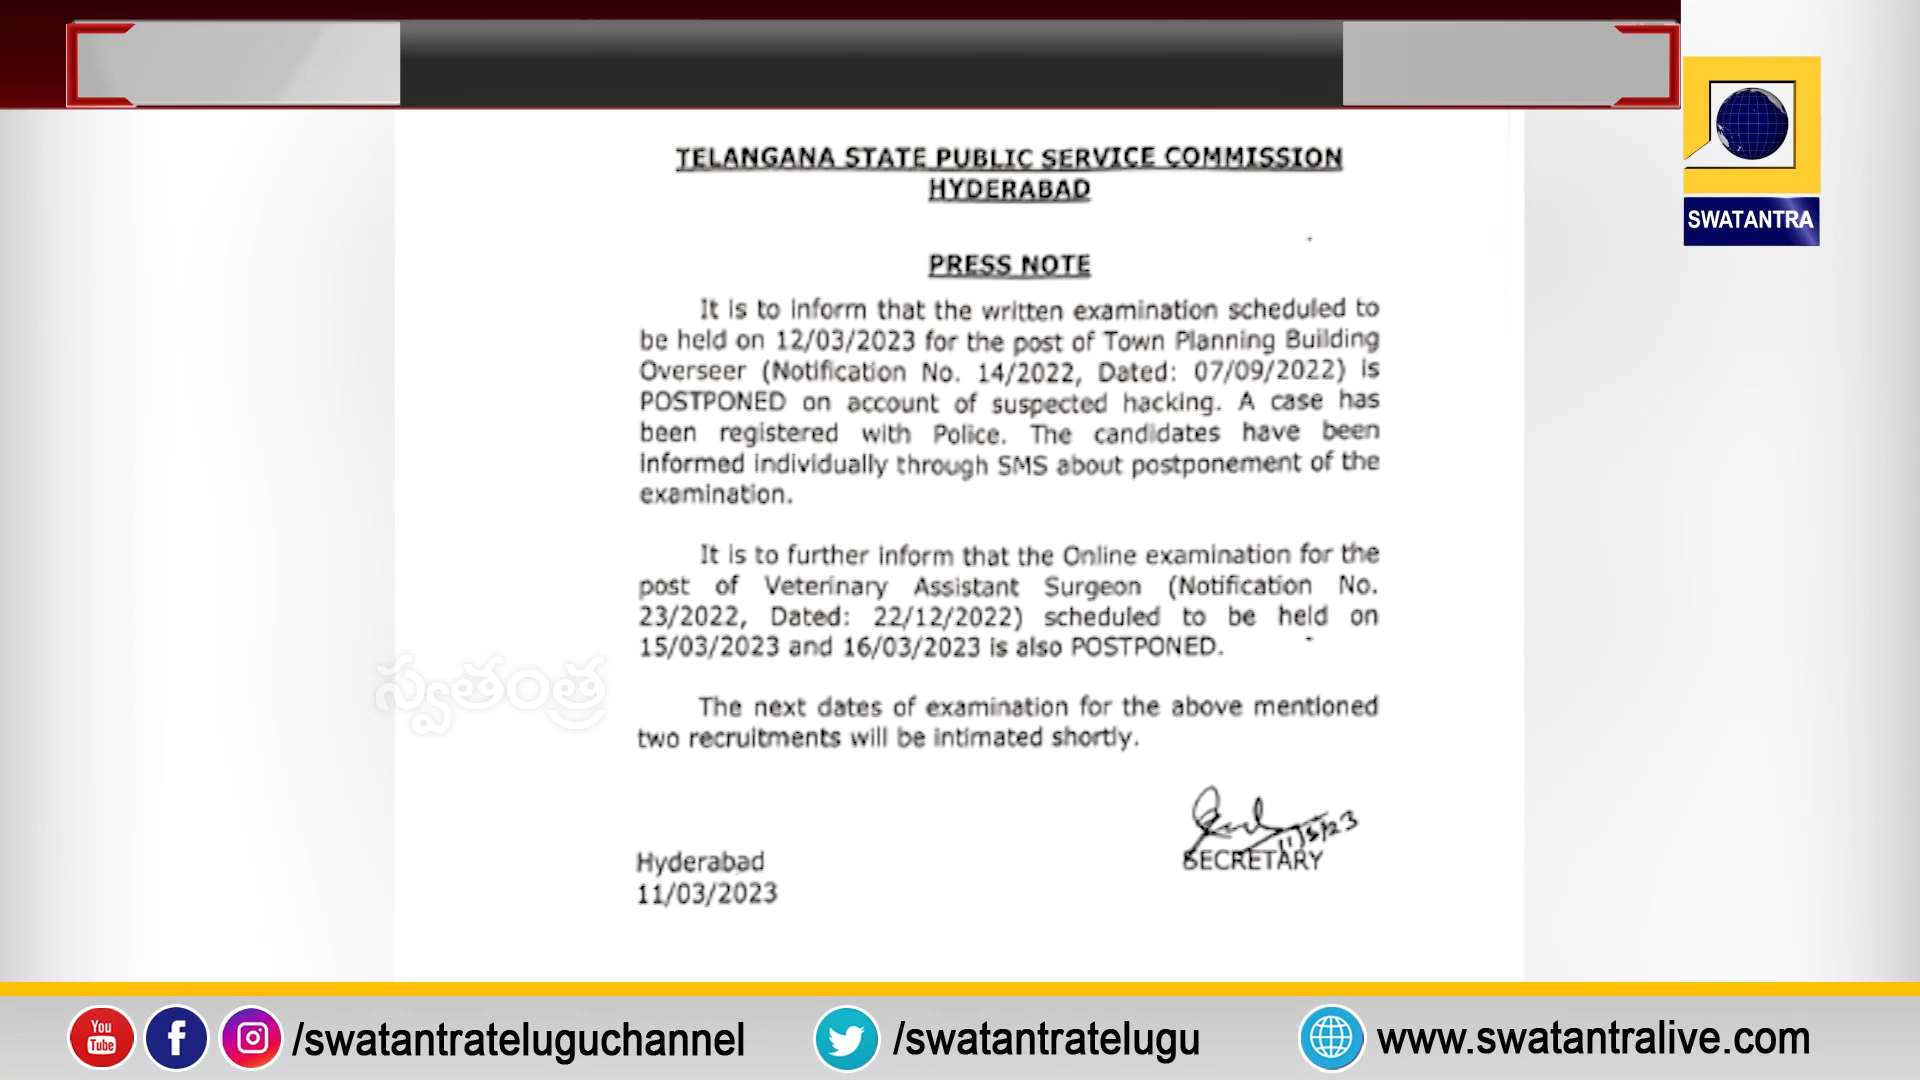 SWATANTRA
TELANGANA STATE PUBLIC SERVICE COMMISSION
HYDERABAD
PRESS NOTE
It is to inform that the written examination scheduled to
be held on 12/03/2023 for the post of Town Planning Building
Overseer (Notification No. 14/2022, Dated: 07/09/2022) is
POSTPONED on account of suspected hacking. A case has
been registered with Police. The candidates have been
informed individually through SMS about postponement of the
examination.
It is to further inform that the Online examination for the
post of Veterinary Assistant Surgeon (Notification No.
23/2022, Dated: 22/12/2022) scheduled to be held on
15/03/2023 and 16/03/2023 is also POSTPONED.
స్వతంత్ర
The next dates of examination for the above mentioned
two recruitments will be intimated shortly.
11/3/23
SECRETARY
Hyderabad
11/03/2023
You Tube
/swatantrateluguchannel
/swatantratelugu
www.swatantralive.com